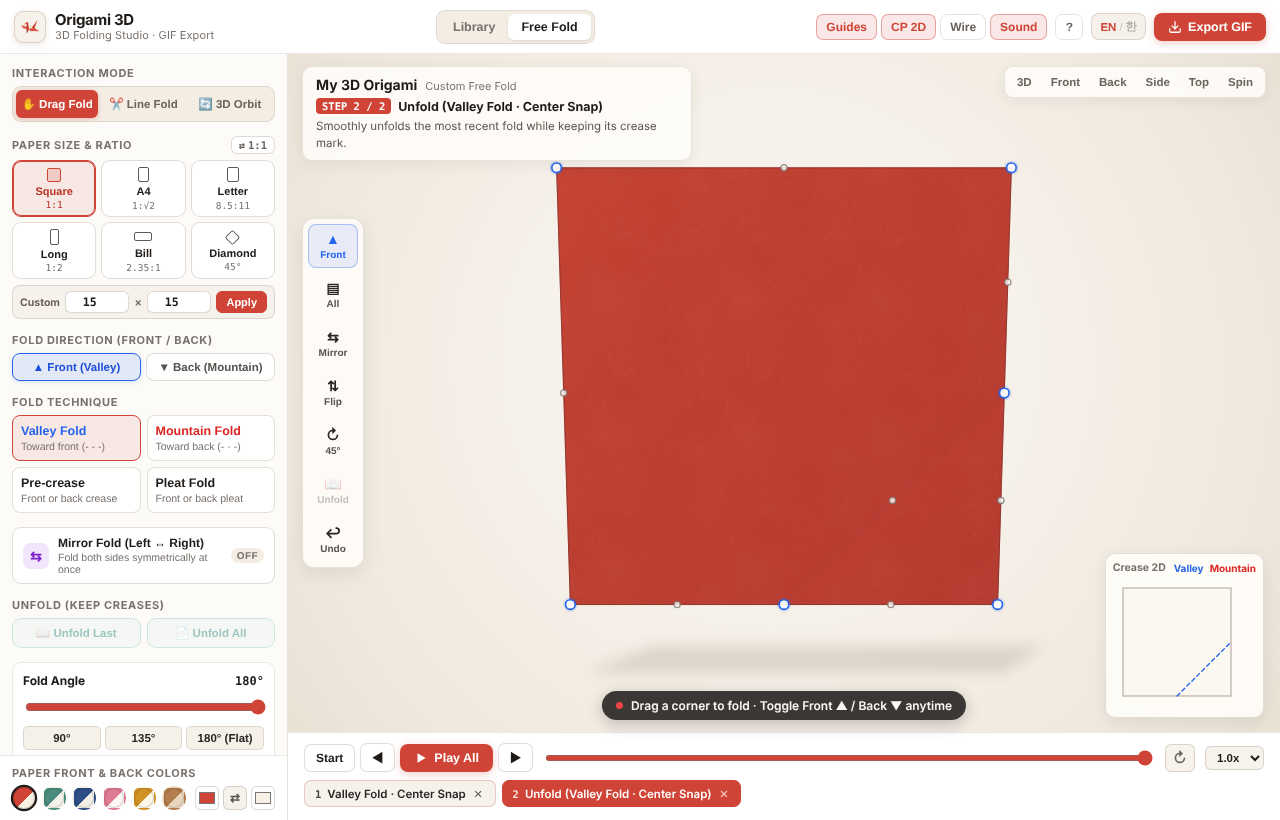 Origami 3D
3D Folding Studio · GIF Export
Library
Free Fold
Guides
CP 2D
Wire
Sound
?
EN / 한
Export GIF
INTERACTION MODE
Drag Fold
Line Fold
3D Orbit
PAPER SIZE & RATIO
⇄ 1:1
Square
1:1
A4
1:√2
Letter
8.5:11
Long
1:2
Bill
2.35:1
Diamond
45°
Custom
15
×
15
Apply
FOLD DIRECTION (FRONT / BACK)
▲ Front (Valley)
▼ Back (Mountain)
FOLD TECHNIQUE
Valley Fold
Toward front (- - -)
Mountain Fold
Toward back (- · -)
Pre-crease
Front or back crease
Pleat Fold
Front or back pleat
Mirror Fold (Left ↔ Right)
Fold both sides symmetrically at
once
OFF
UNFOLD (KEEP CREASES)
Unfold Last
Unfold All
Fold Angle
180°
90°
135°
180° (Flat)
PAPER FRONT & BACK COLORS
My 3D Origami
Custom Free Fold
STEP 2 / 2
Unfold (Valley Fold · Center Snap)
Smoothly unfolds the most recent fold while keeping its crease
mark.
3D
Front
Back
Side
Top
Spin
Front
All
Mirror
Flip
45°
Unfold
Undo
Crease 2D
Valley
Mountain
Drag a corner to fold · Toggle Front ▲ / Back ▼ anytime
Start
Play All
1.0x
1 Valley Fold · Center Snap ×
2 Unfold (Valley Fold · Center Snap) ×